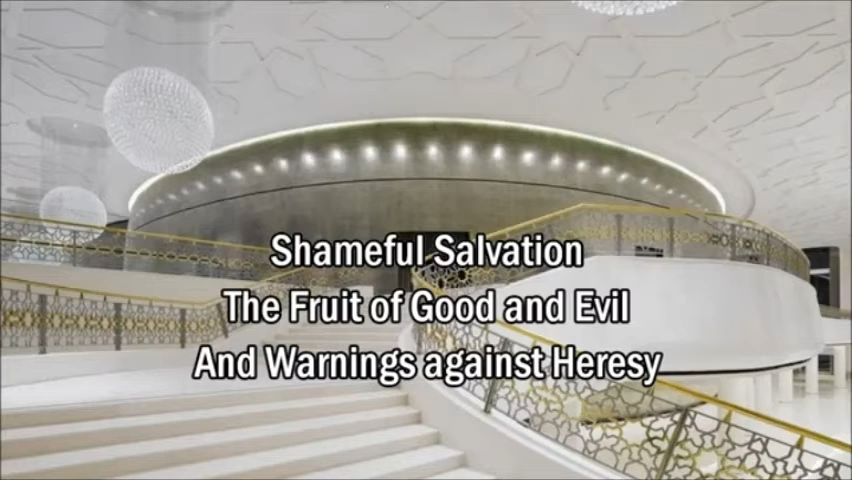 Shameful Salvation
The Fruit of Good and Evil
And Warnings against Heresy